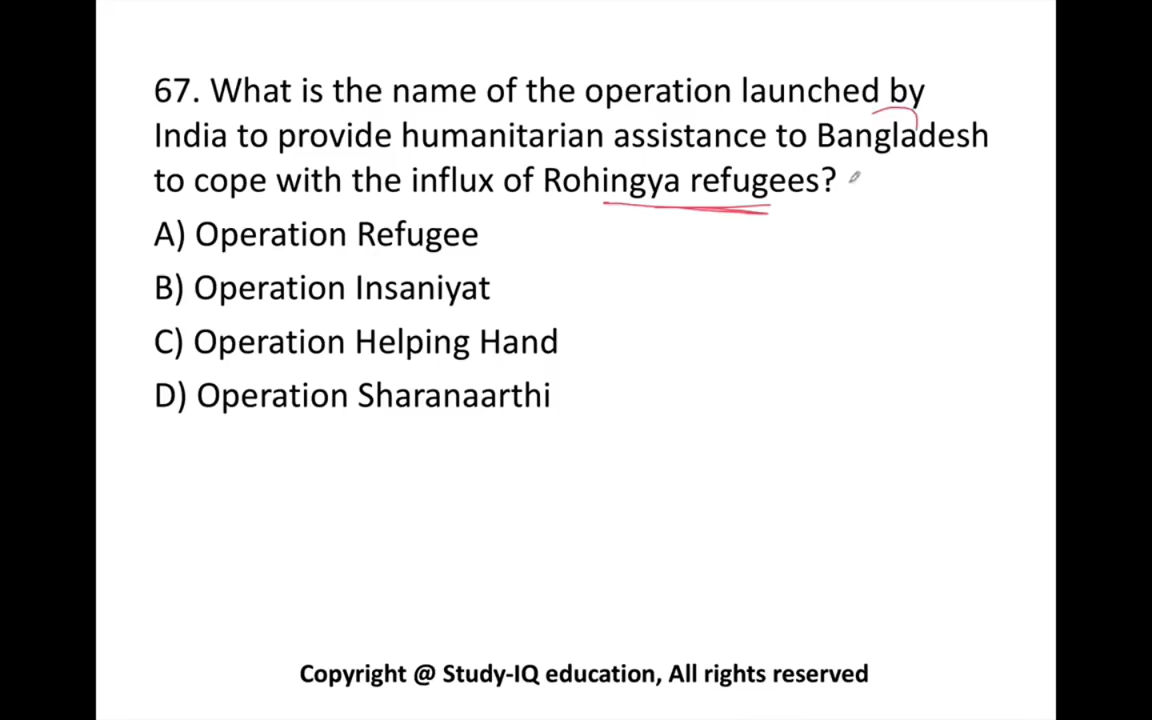 67. What is the name of the operation launched by
India to provide humanitarian assistance to Bangladesh
to cope with the influx of Rohingya refugees?
A) Operation Refugee
B) Operation Insaniyat
C) Operation Helping Hand
D) Operation Sharanaarthi
Copyright @ Study-IQ education, All rights reserved